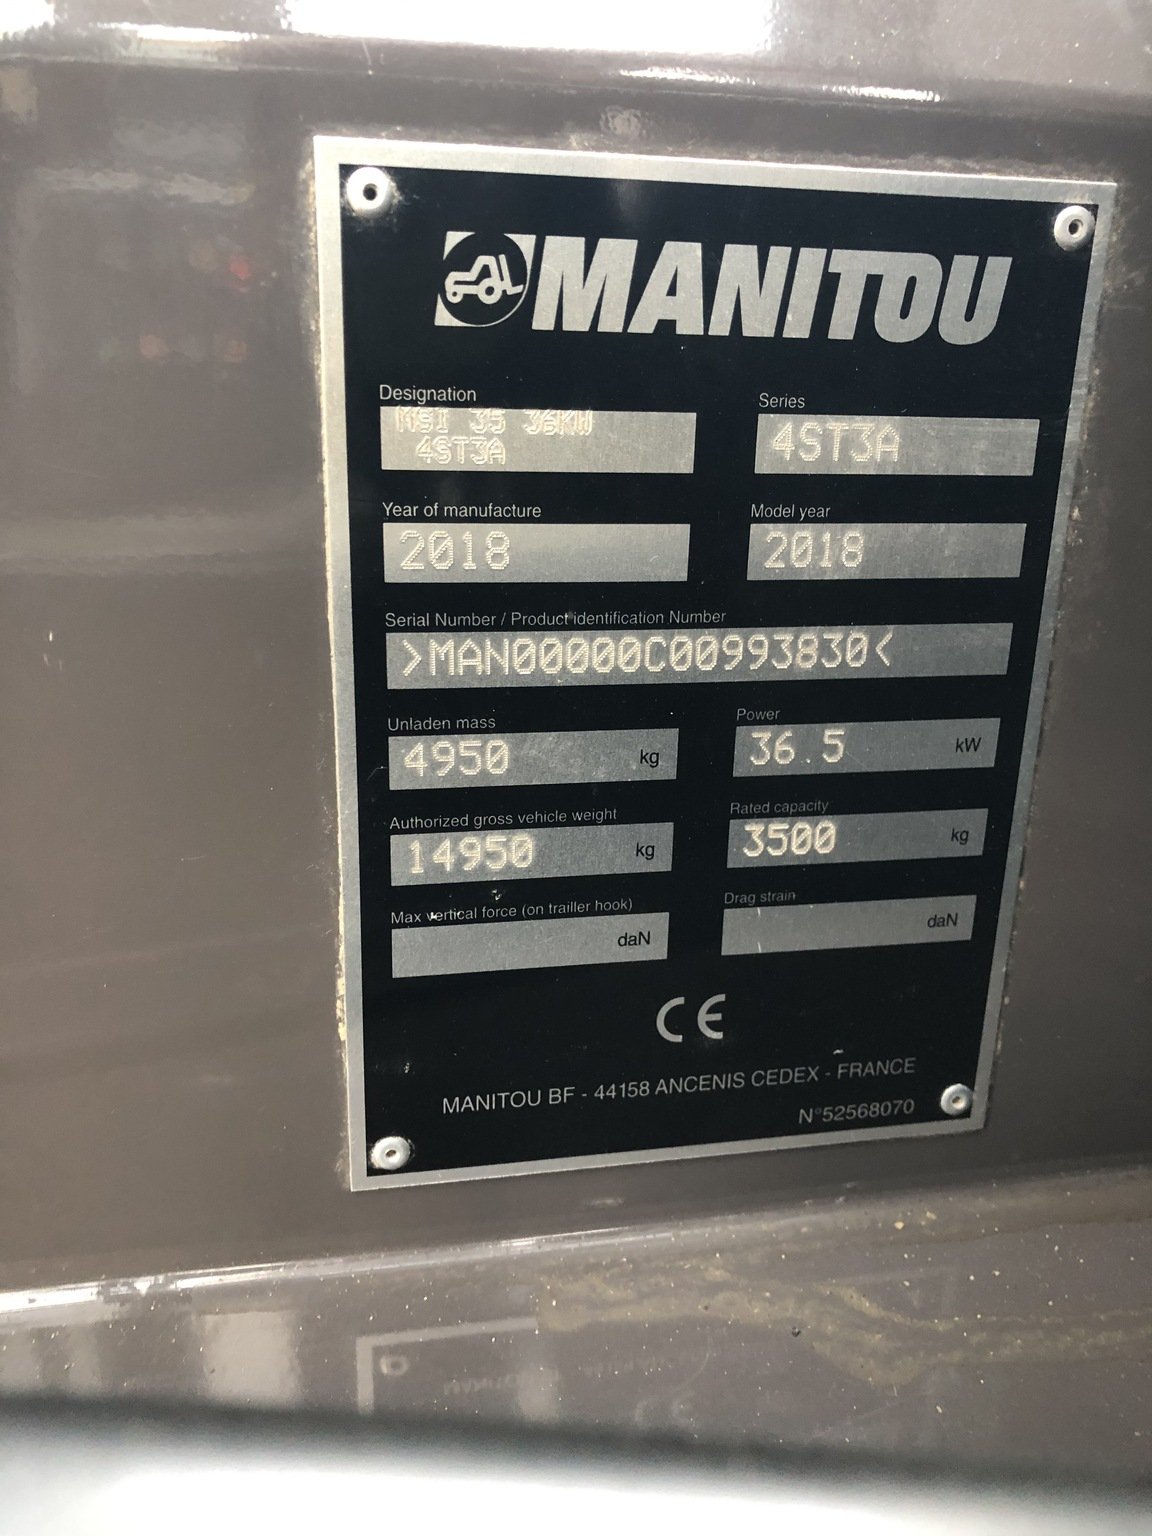 MANITOU
Designation
MSI 35 36KW
4ST3A
Series
4ST3A
Year of manufacture
2018
Model year
2018
Serial Number / Product identification Number
>MAN00000C00993830<
Unladen mass
4950 kg
Power
36.5 kW
Authorized gross vehicle weight
14950 kg
Rated capacity
3500 kg
Max vertical force (on trailler hook)
daN
Drag strain
daN
CE
MANITOU BF - 44158 ANCENIS CEDEX - FRANCE
N°52568070